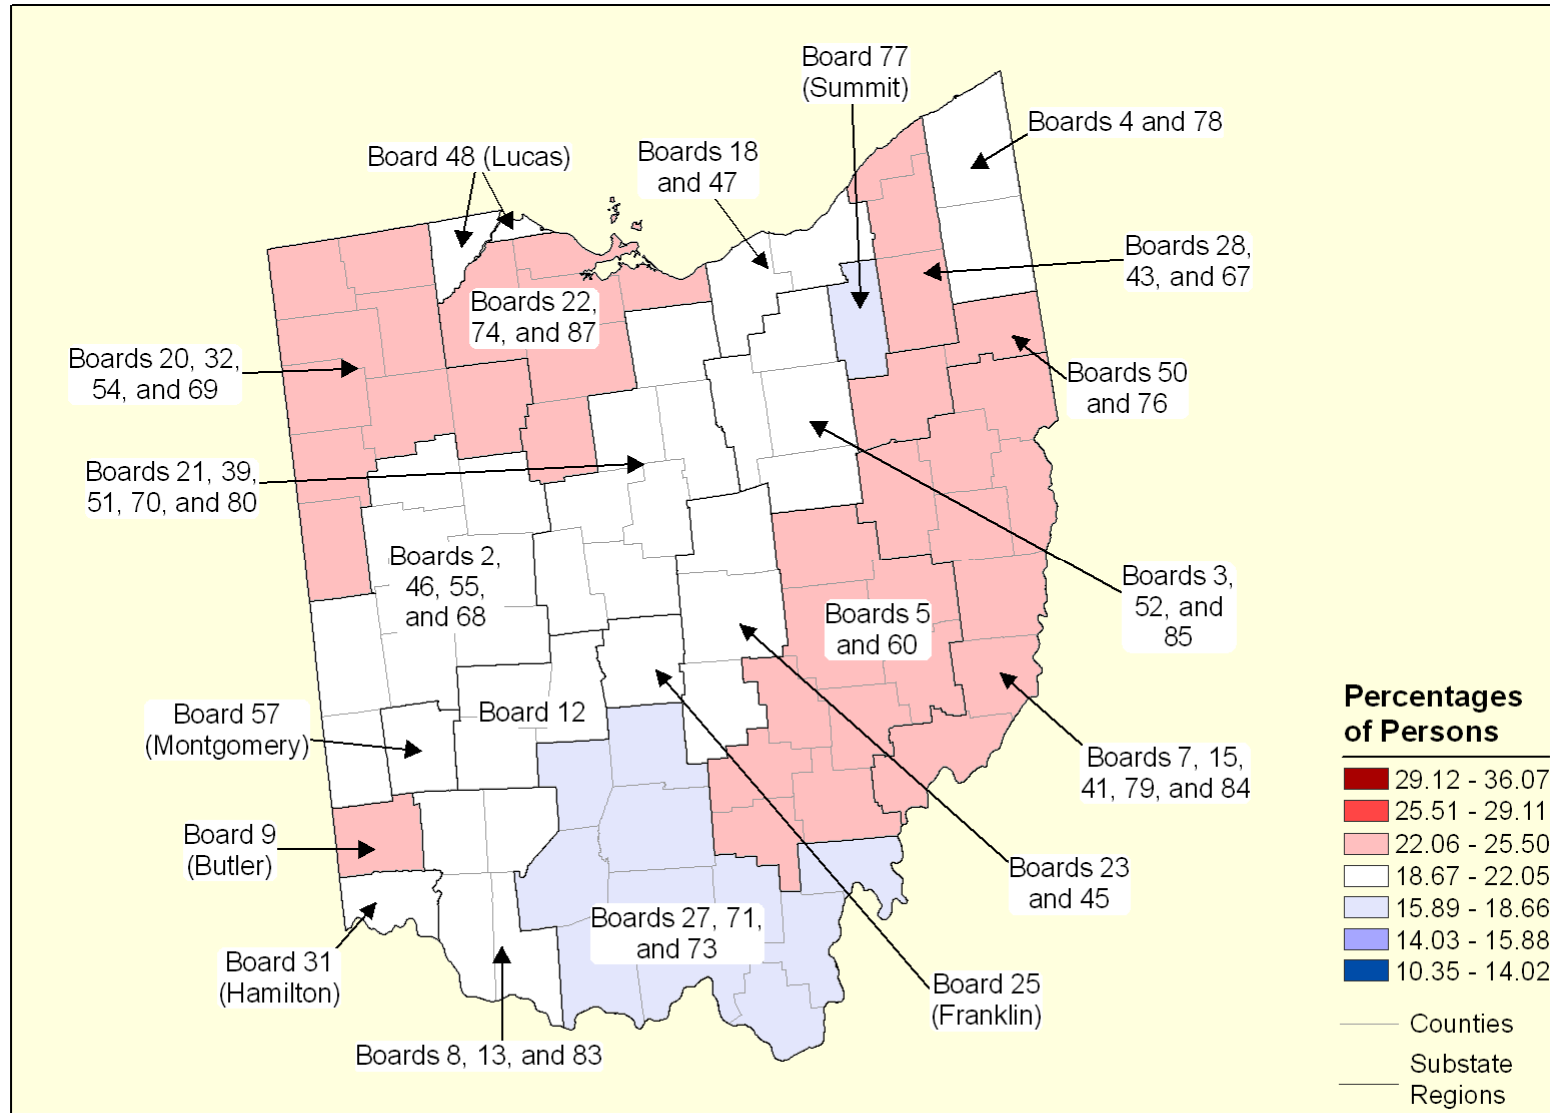 Board 77
(Summit)
Boards 4 and 78
Board 48 (Lucas)
Boards 18
and 47
Boards 28,
43, and 67
Boards 22,
74, and 87
Boards 20, 32,
54, and 69
Boards 50
and 76
Boards 21, 39,
51, 70, and 80
Boards 2,
46, 55,
and 68
Boards 3,
52, and
85
Boards 5
and 60
Board 57
(Montgomery)
Board 12
Boards 7, 15,
41, 79, and 84
Board 9
(Butler)
Boards 23
and 45
Boards 27, 71,
and 73
Board 31
(Hamilton)
Board 25
(Franklin)
Boards 8, 13, and 83
Percentages
of Persons
29.12 - 36.07
25.51 - 29.11
22.06 - 25.50
18.67 - 22.05
15.89 - 18.66
14.03 - 15.88
10.35 - 14.02
Counties
Substate
Regions